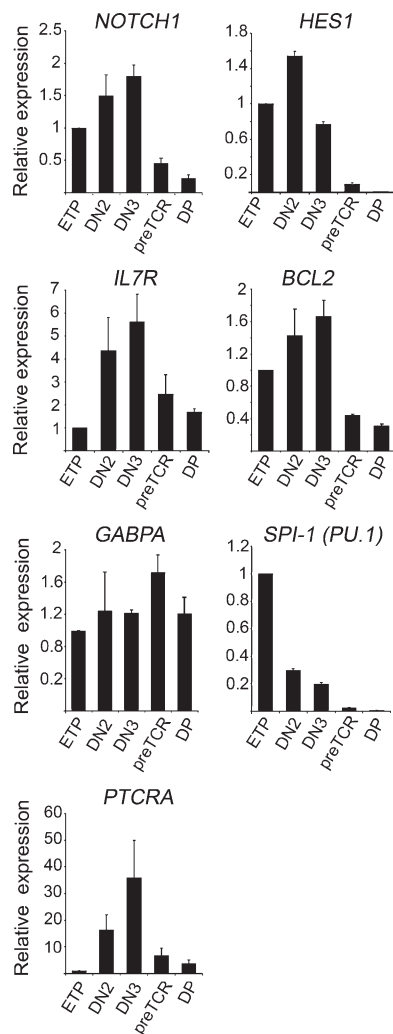 NOTCH1
HES1
Relative expression
2
1.5
1
0.5
ETP
DN2
DN3
preTCR
DP
1.8
1.4
1
0.6
0.2
ETP
DN2
DN3
preTCR
DP
IL7R
BCL2
Relative expression
7
6
5
4
3
2
1
ETP
DN2
DN3
preTCR
DP
2
1.6
1.2
0.8
0.4
ETP
DN2
DN3
preTCR
DP
GABPA
SPI-1 (PU.1)
Relative expression
2
1.6
1.2
0.6
0.2
ETP
DN2
DN3
preTCR
DP
1.2
1
0.8
0.6
0.4
0.2
ETP
DN2
DN3
preTCR
DP
PTCRA
Relative expression
60
50
40
30
20
10
ETP
DN2
DN3
preTCR
DP